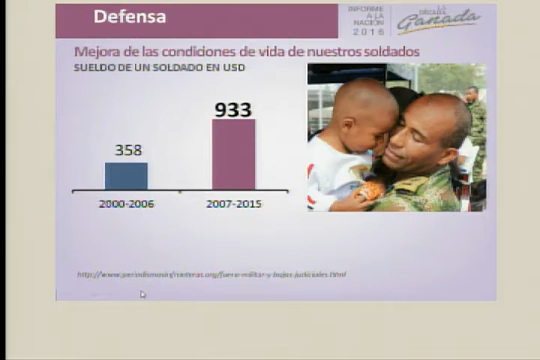 Defensa
INFORME
A LA
NACIÓN
2016
DÉCADA
Ganada
Mejora de las condiciones de vida de nuestros soldados
SUELDO DE UN SOLDADO EN USD
933
358
2000-2006
2007-2015